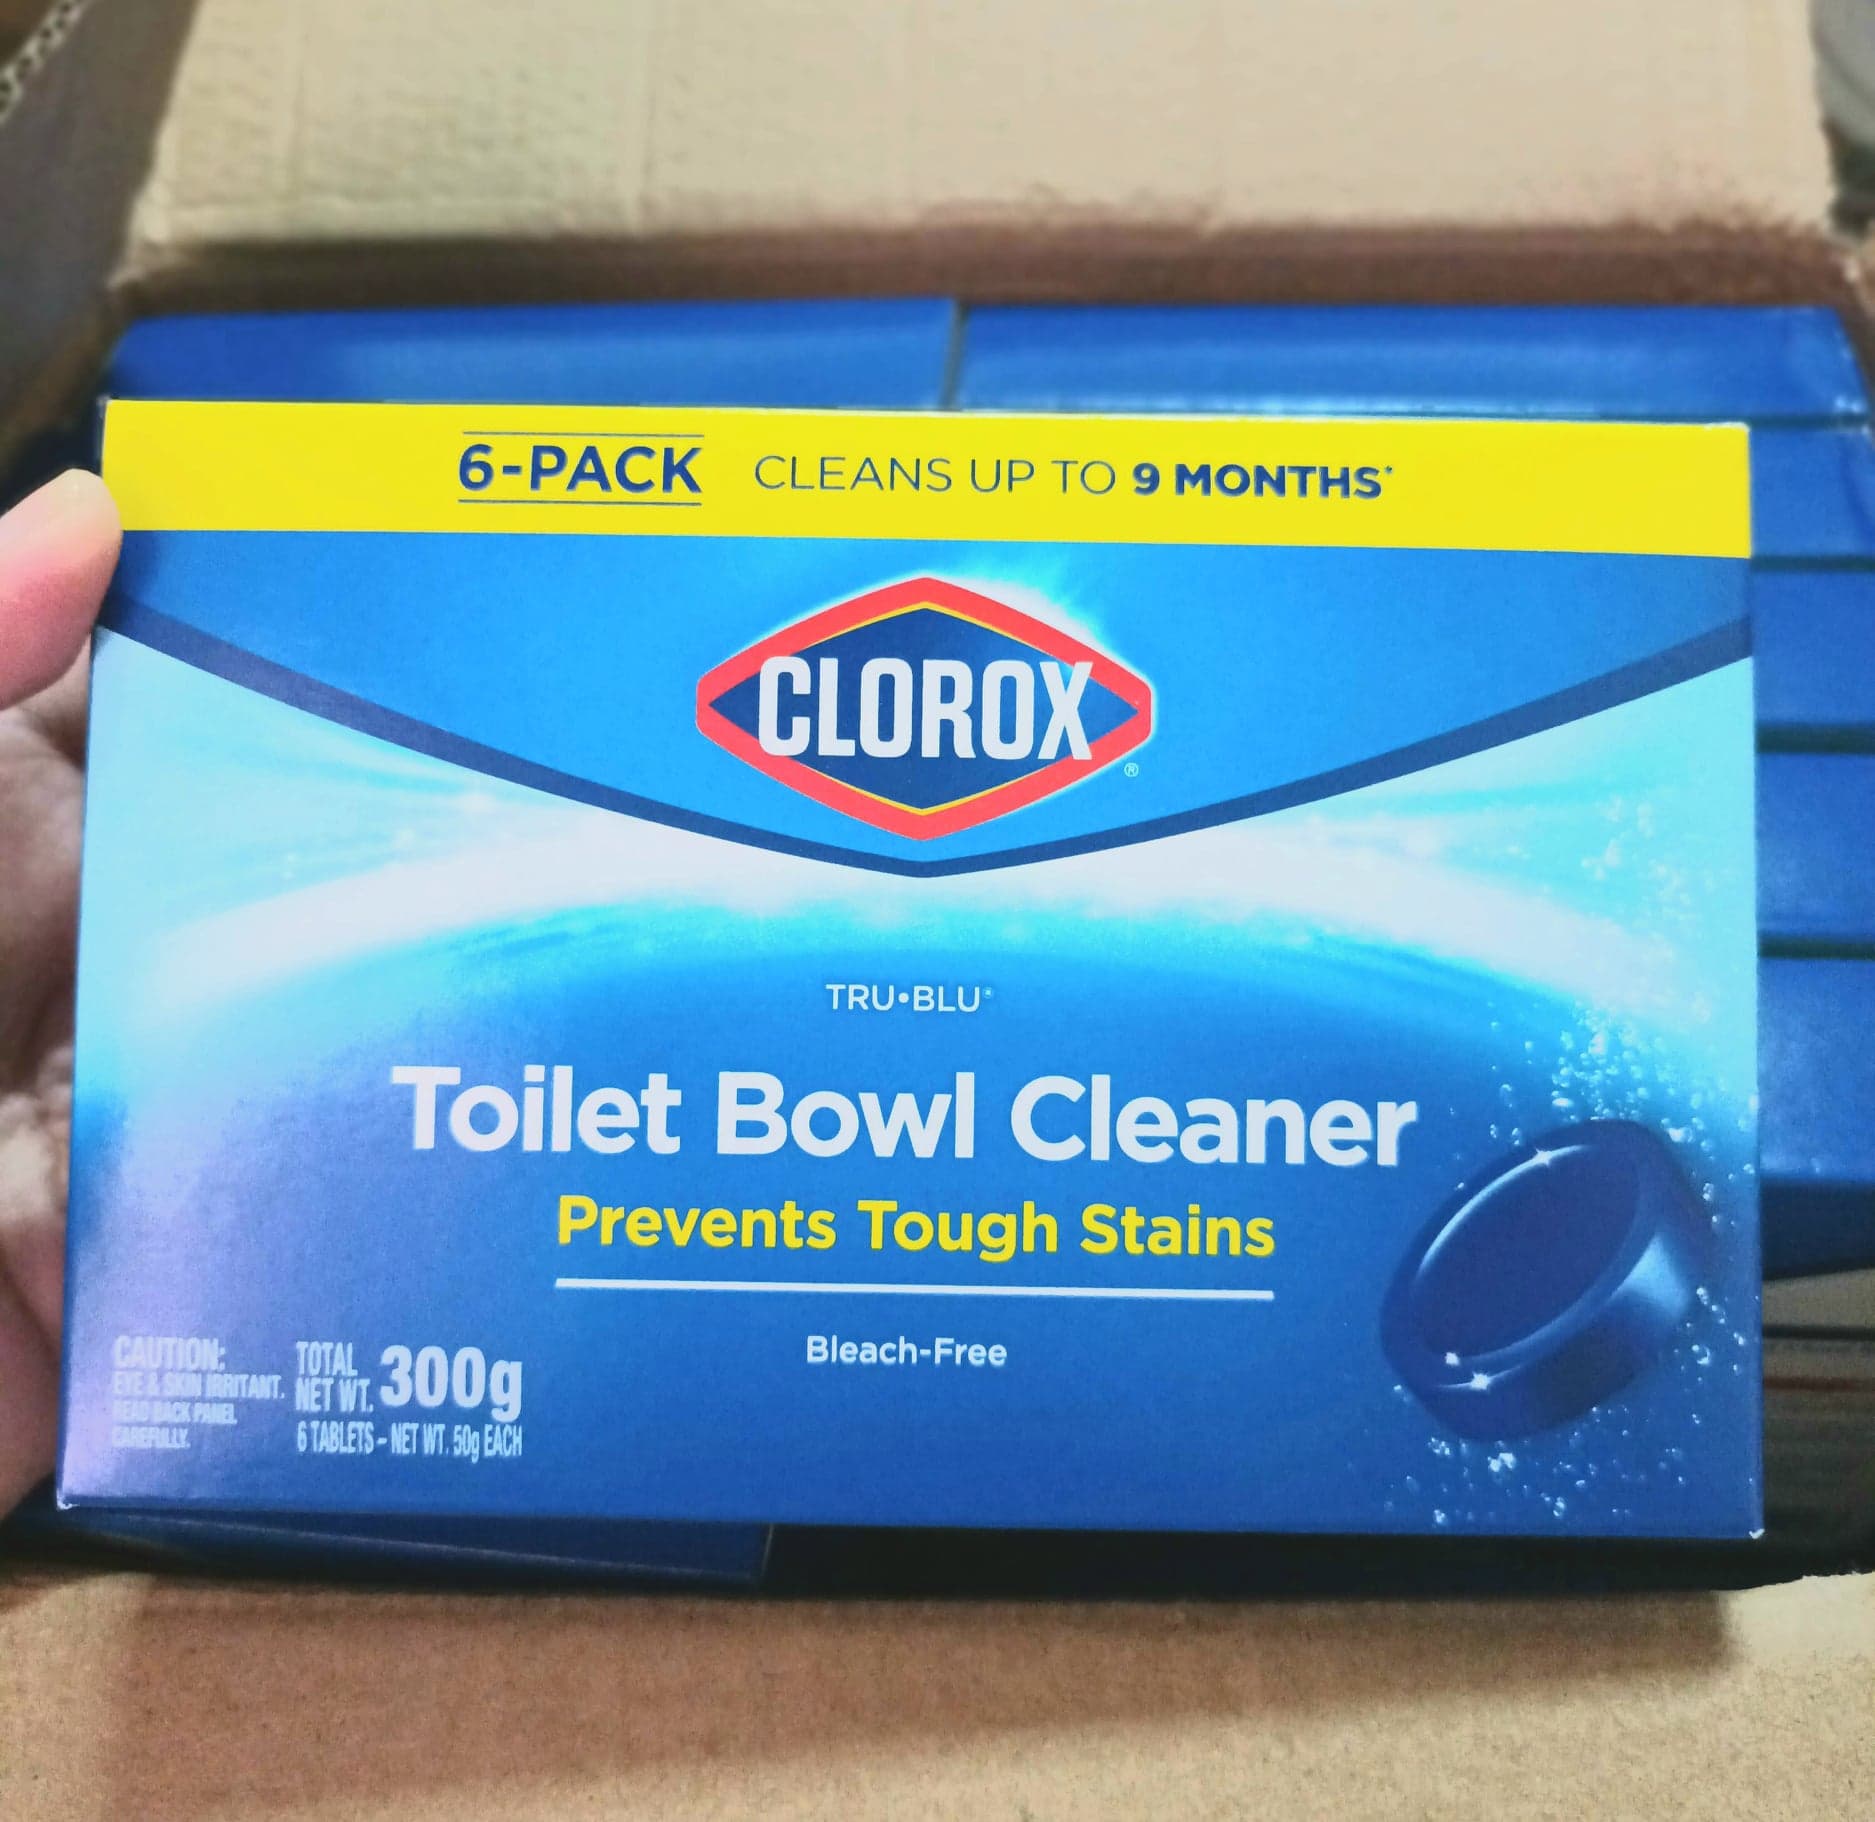 6-PACK CLEANS UP TO 9 MONTHS*
CLOROX®
TRU•BLU®
Toilet Bowl Cleaner
Prevents Tough Stains
Bleach-Free
CAUTION:
EYE & SKIN IRRITANT.
READ BACK PANEL
CAREFULLY.
TOTAL
NET WT. 300g
6 TABLETS - NET WT. 50g EACH